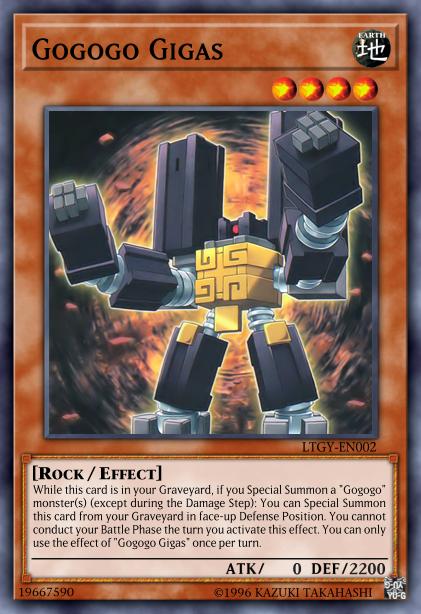 Gogogo Gigas
EARTH
地
LTGY-EN002
[Rock / Effect]
While this card is in your Graveyard, if you Special Summon a "Gogogo"
monster(s) (except during the Damage Step): You can Special Summon
this card from your Graveyard in face-up Defense Position. You cannot
conduct your Battle Phase the turn you activate this effect. You can only
use the effect of "Gogogo Gigas" once per turn.
ATK/ 0 DEF/2200
19667590
©1996 KAZUKI TAKAHASHI